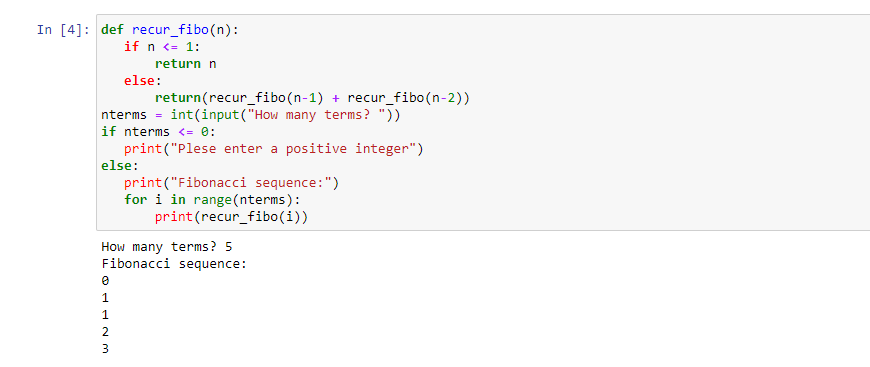 In [4]: def recur_fibo(n):
   if n <= 1:
       return n
   else:
       return(recur_fibo(n-1) + recur_fibo(n-2))
nterms = int(input("How many terms? "))
if nterms <= 0:
   print("Plese enter a positive integer")
else:
   print("Fibonacci sequence:")
   for i in range(nterms):
       print(recur_fibo(i))
How many terms? 5
Fibonacci sequence:
0
1
1
2
3